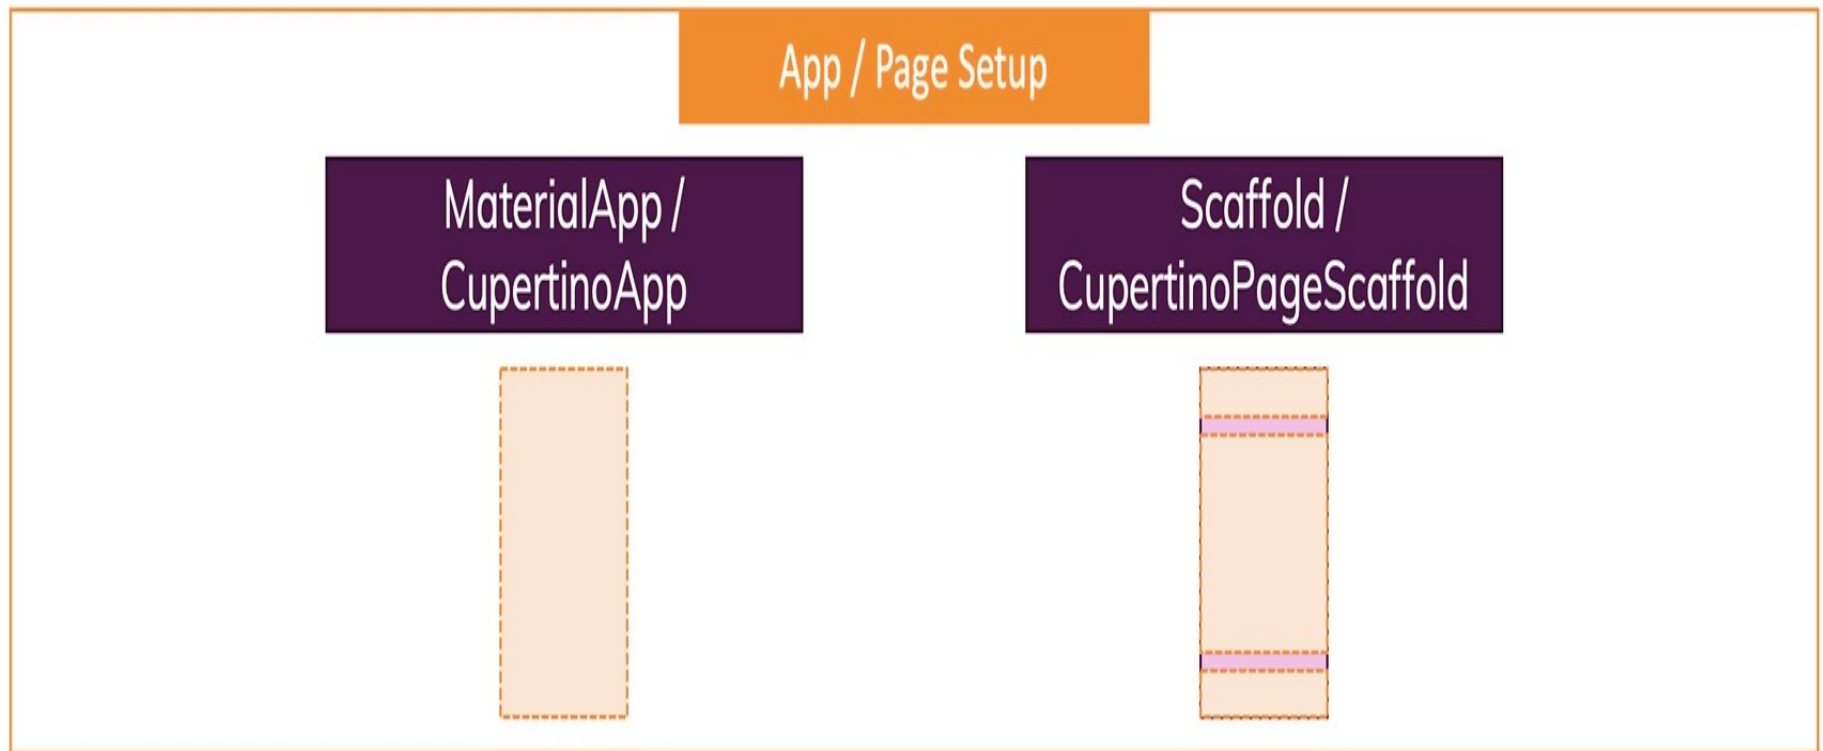 App / Page Setup
MaterialApp /
CupertinoApp
Scaffold /
CupertinoPageScaffold